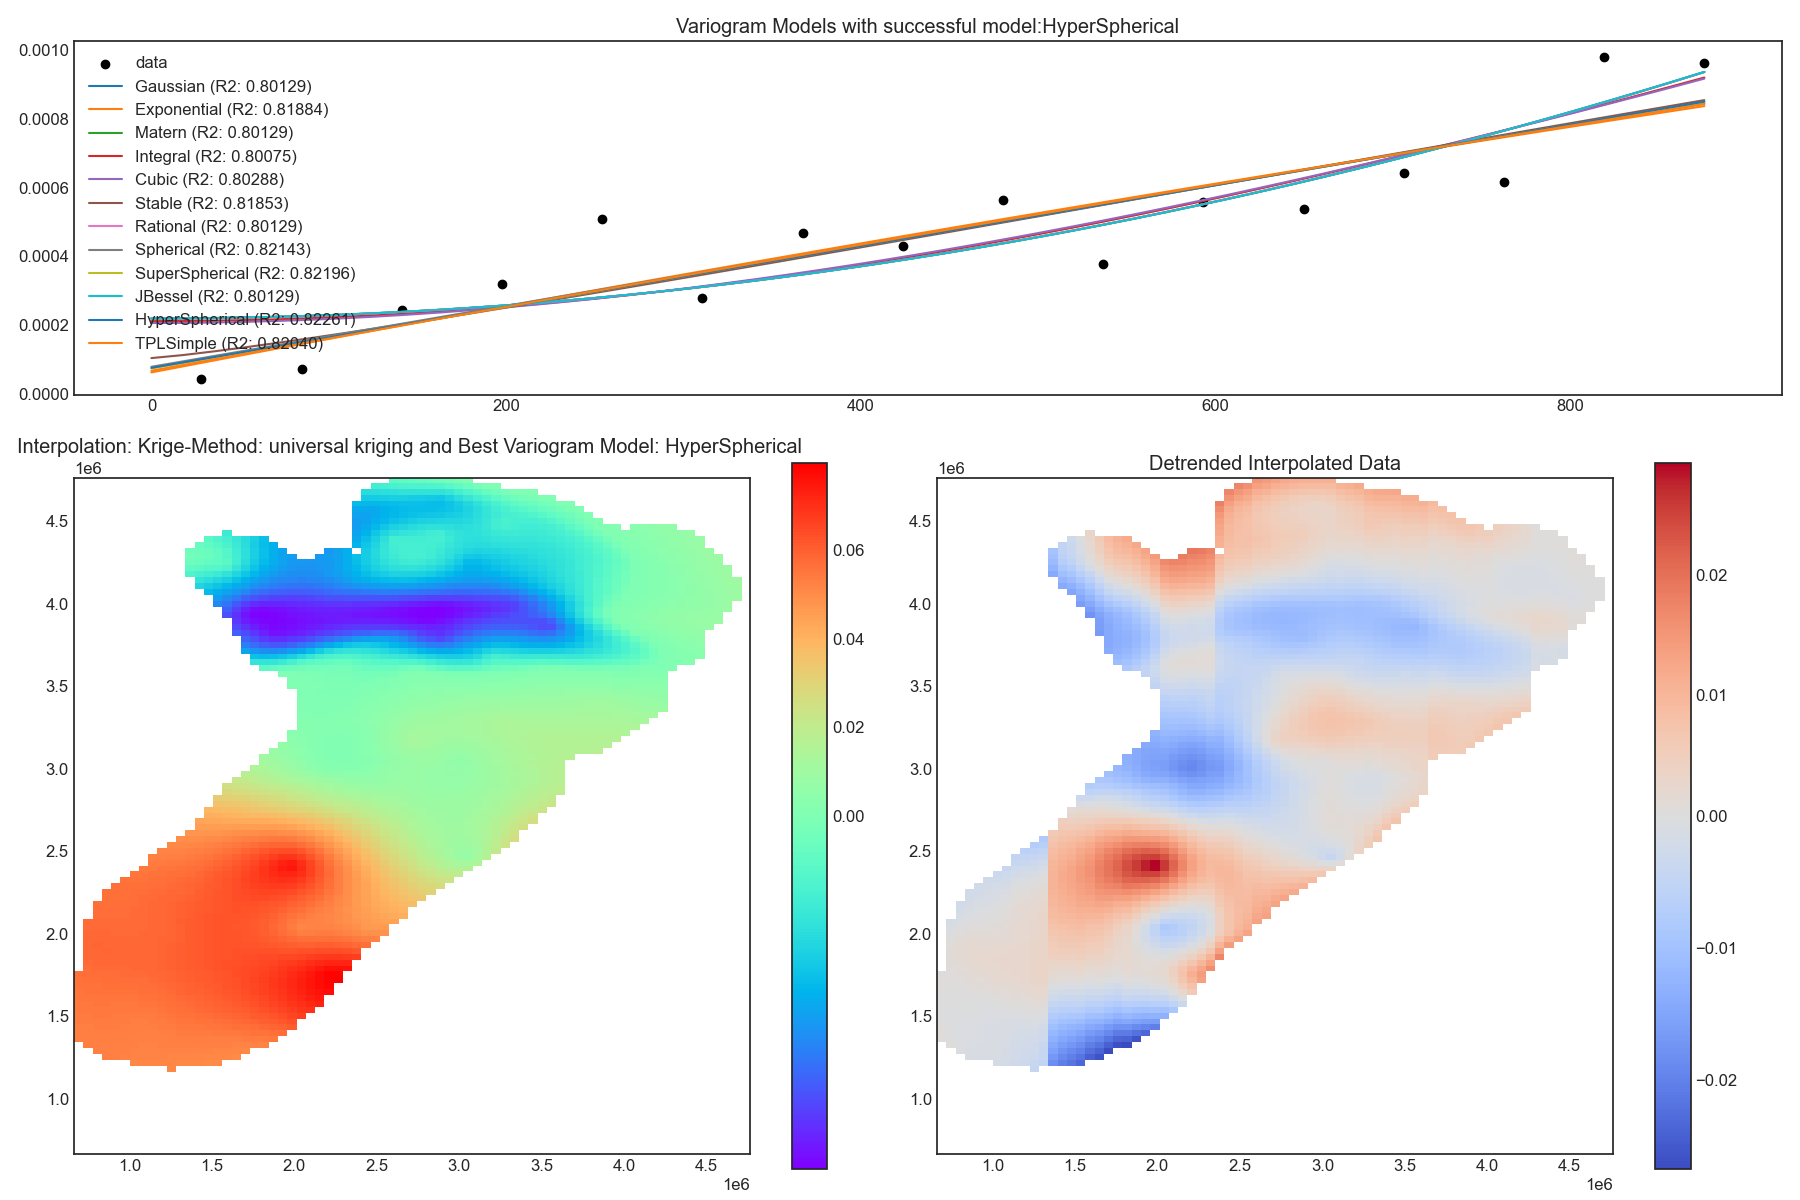 Variogram Models with successful model:HyperSpherical
0.0010
0.0008
0.0006
0.0004
0.0002
0.0000
data
Gaussian (R2: 0.80129)
Exponential (R2: 0.81884)
Matern (R2: 0.80129)
Integral (R2: 0.80075)
Cubic (R2: 0.80288)
Stable (R2: 0.81853)
Rational (R2: 0.80129)
Spherical (R2: 0.82143)
SuperSpherical (R2: 0.82196)
JBessel (R2: 0.80129)
HyperSpherical (R2: 0.82261)
TPLSimple (R2: 0.82040)
0 200 400 600 800
Interpolation: Krige-Method: universal kriging and Best Variogram Model: HyperSpherical
1e6
4.5
4.0
3.5
3.0
2.5
2.0
1.5
1.0
1.0 1.5 2.0 2.5 3.0 3.5 4.0 4.5
1e6
0.06
0.04
0.02
0.00
Detrended Interpolated Data
1e6
4.5
4.0
3.5
3.0
2.5
2.0
1.5
1.0
1.0 1.5 2.0 2.5 3.0 3.5 4.0 4.5
1e6
0.02
0.01
0.00
−0.01
−0.02